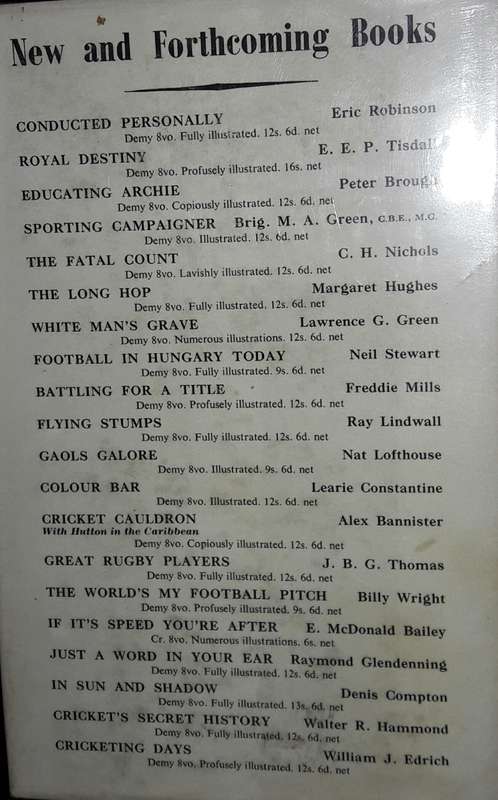 New and Forthcoming Books
CONDUCTED PERSONALLY Eric Robinson
Demy 8vo. Fully illustrated. 12s. 6d. net
ROYAL DESTINY E. E. P. Tisdall
Demy 8vo. Profusely illustrated. 16s. net
EDUCATING ARCHIE Peter Brough
Demy 8vo. Copiously illustrated. 12s. 6d. net
SPORTING CAMPAIGNER Brig. M. A. Green, C.B.E., M.C.
Demy 8vo. Illustrated. 12s. 6d. net
THE FATAL COUNT C. H. Nichols
Demy 8vo. Lavishly illustrated. 12s. 6d. net
THE LONG HOP Margaret Hughes
Demy 8vo. Fully illustrated. 12s. 6d. net
WHITE MAN'S GRAVE Lawrence G. Green
Demy 8vo. Numerous illustrations. 12s. 6d. net
FOOTBALL IN HUNGARY TODAY Neil Stewart
Demy 8vo. Fully illustrated. 9s. 6d. net
BATTLING FOR A TITLE Freddie Mills
Demy 8vo. Profusely illustrated. 12s. 6d. net
FLYING STUMPS Ray Lindwall
Demy 8vo. Fully illustrated. 12s. 6d. net
GAOLS GALORE Nat Lofthouse
Demy 8vo. Illustrated. 9s. 6d. net
COLOUR BAR Learie Constantine
Demy 8vo. Illustrated. 12s. 6d. net
CRICKET CAULDRON Alex Bannister
With Hutton in the Caribbean
Demy 8vo. Copiously illustrated. 12s. 6d. net
GREAT RUGBY PLAYERS J. B. G. Thomas
Demy 8vo. Fully illustrated. 12s. 6d. net
THE WORLD'S MY FOOTBALL PITCH Billy Wright
Demy 8vo. Profusely illustrated. 9s. 6d. net
IF IT'S SPEED YOU'RE AFTER E. McDonald Bailey
Cr. 8vo. Numerous illustrations. 6s. net
JUST A WORD IN YOUR EAR Raymond Glendenning
Demy 8vo. Fully illustrated. 12s. 6d. net
IN SUN AND SHADOW Denis Compton
Demy 8vo. Fully illustrated. 13s. 6d. net
CRICKET'S SECRET HISTORY Walter R. Hammond
Demy 8vo. Fully illustrated. 12s. 6d. net
CRICKETING DAYS William J. Edrich
Demy 8vo. Profusely illustrated. 12s. 6d. net